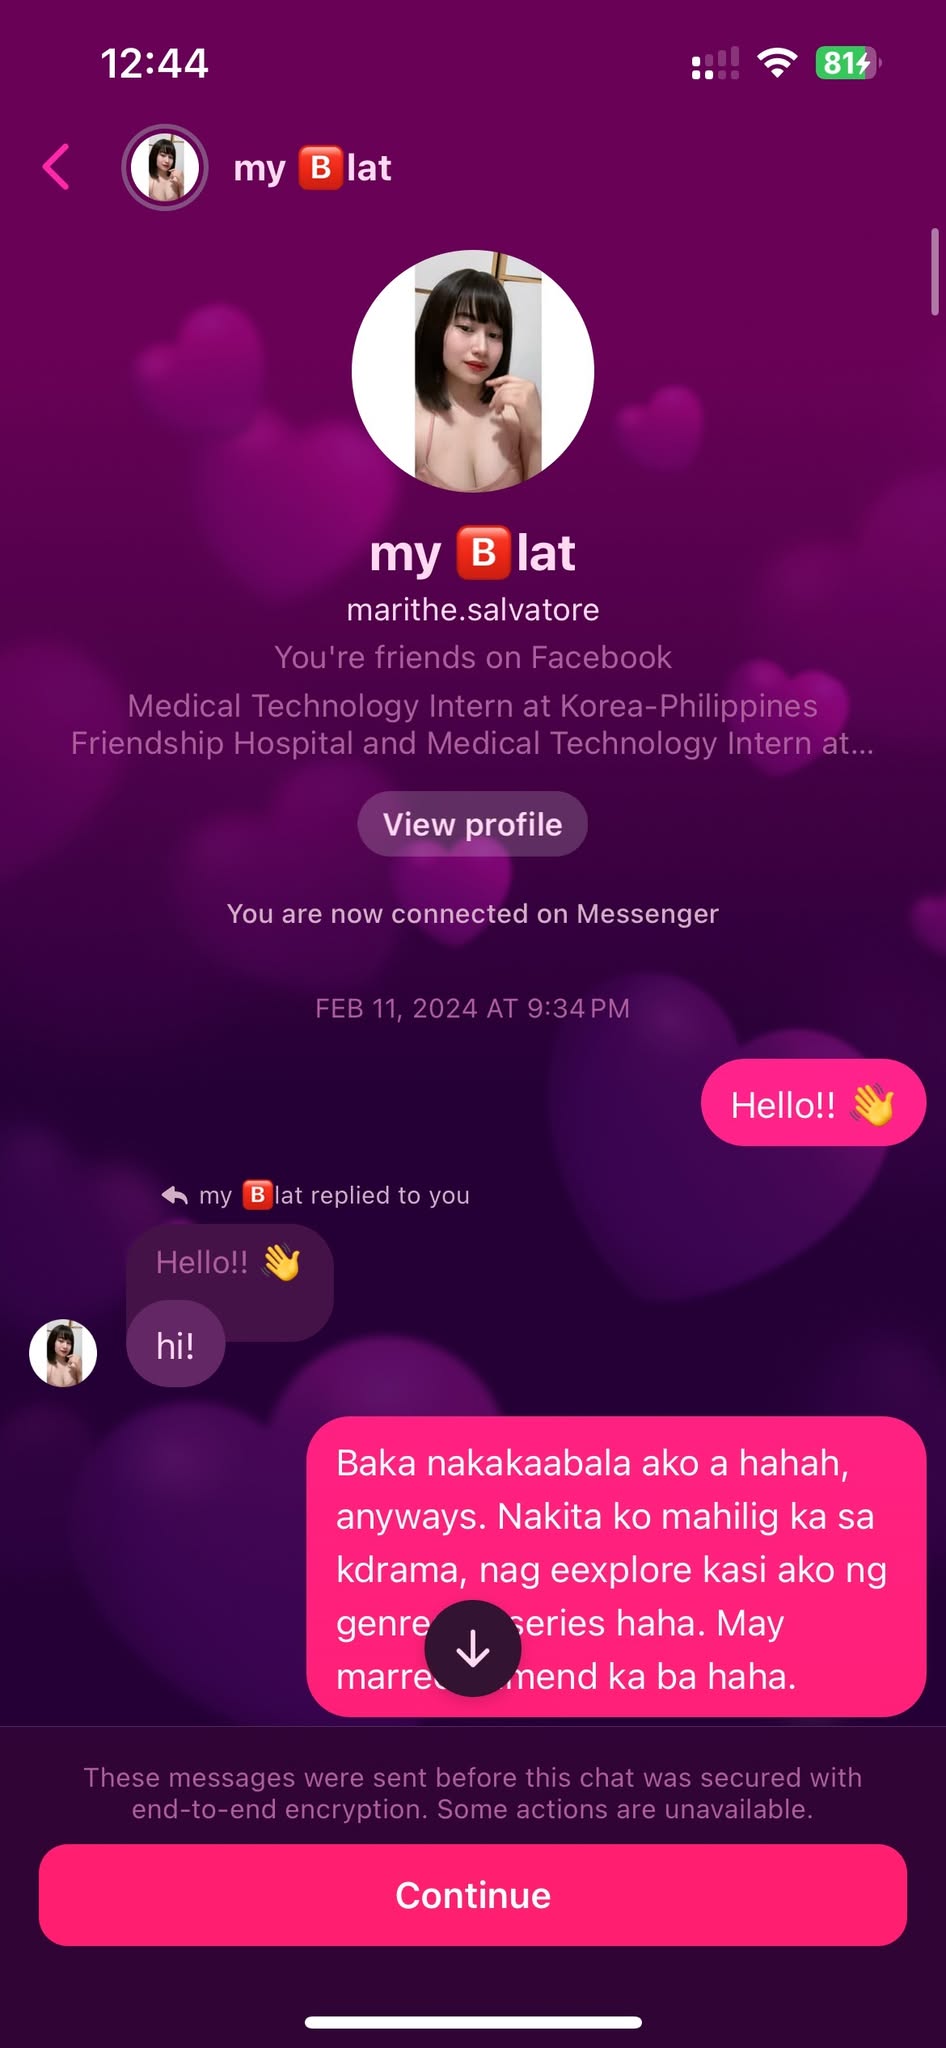 12:44
81
my 🅱️lat
my 🅱️lat
marithe.salvatore
You're friends on Facebook
Medical Technology Intern at Korea-Philippines
Friendship Hospital and Medical Technology Intern at...
View profile
You are now connected on Messenger
FEB 11, 2024 AT 9:34 PM
Hello!! 👋
my 🅱️lat replied to you
Hello!! 👋
hi!
Baka nakakaabala ako a hahah,
anyways. Nakita ko mahilig ka sa
kdrama, nag eexplore kasi ako ng
genre series haha. May
ka ba haha.
These messages were sent before this chat was secured with
end-to-end encryption. Some actions are unavailable.
Continue